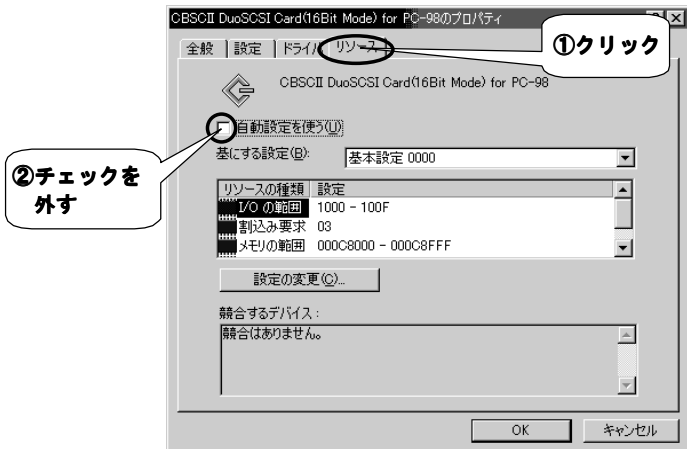 CBSCII DuoSCSI Card(16Bit Mode) for PC-98のプロパティ
全般
設定
ドライバ
リソース
①クリック
CBSCII DuoSCSI Card(16Bit Mode) for PC-98
自動設定を使う(U)
②チェックを
外す
基にする設定(B):
基本設定 0000
リソースの種類 設定
I/O の範囲 1000 - 100F
割込み要求 03
メモリの範囲 000C8000 - 000C8FFF
設定の変更(C)...
競合するデバイス:
競合はありません。
OK
キャンセル